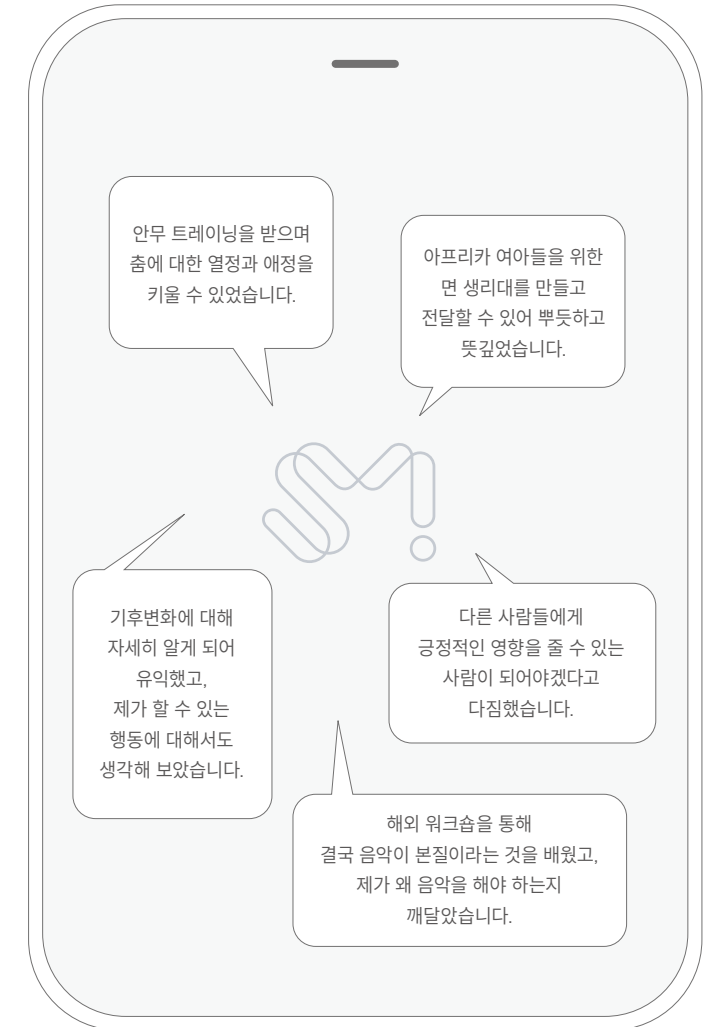 안무 트레이닝을 받으며
춤에 대한 열정과 애정을
키울 수 있었습니다.
아프리카 여아들을 위한
면 생리대를 만들고
전달할 수 있어 뿌듯하고
뜻깊었습니다.
SM
기후변화에 대해
자세히 알게 되어
유익했고,
제가 할 수 있는
행동에 대해서도
생각해 보았습니다.
다른 사람들에게
긍정적인 영향을 줄 수 있는
사람이 되어야겠다고
다짐했습니다.
해외 워크숍을 통해
결국 음악이 본질이라는 것을 배웠고,
제가 왜 음악을 해야 하는지
깨달았습니다.